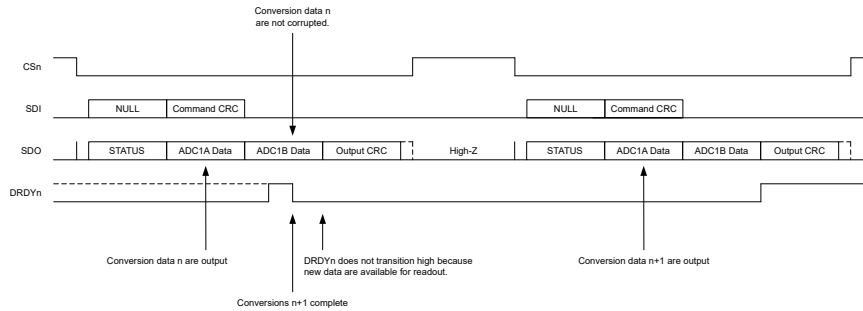 Conversion data n
are not corrupted.
CSn
SDI
NULL
Command CRC
NULL
Command CRC
SDO
STATUS
ADC1A Data
ADC1B Data
Output CRC
High-Z
STATUS
ADC1A Data
ADC1B Data
Output CRC
DRDYn
Conversion data n are output
DRDYn does not transition high because
new data are available for readout.
Conversion data n+1 are output
Conversions n+1 complete